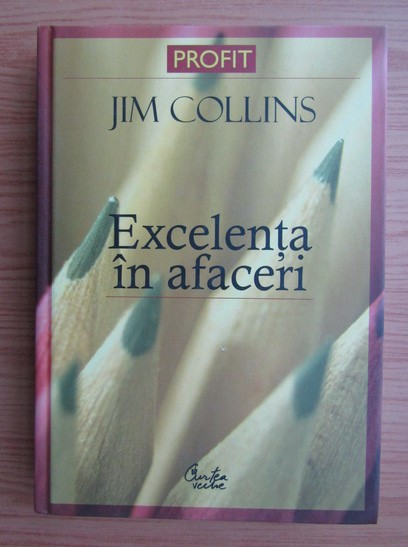 PROFIT
JIM COLLINS
Excelența
în afaceri
Curtea
veche